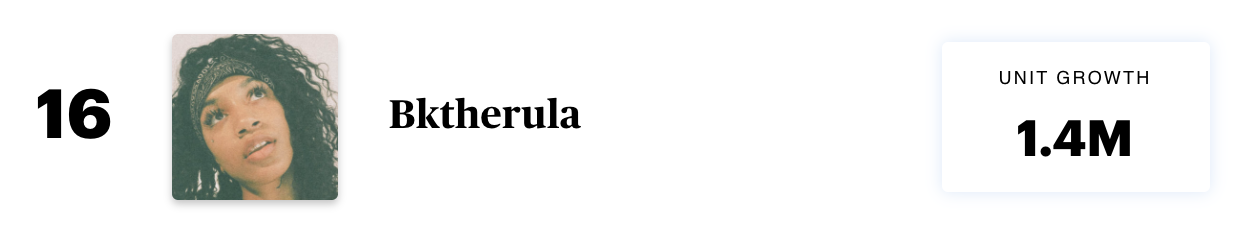 16
Bktherula
UNIT GROWTH
1.4M